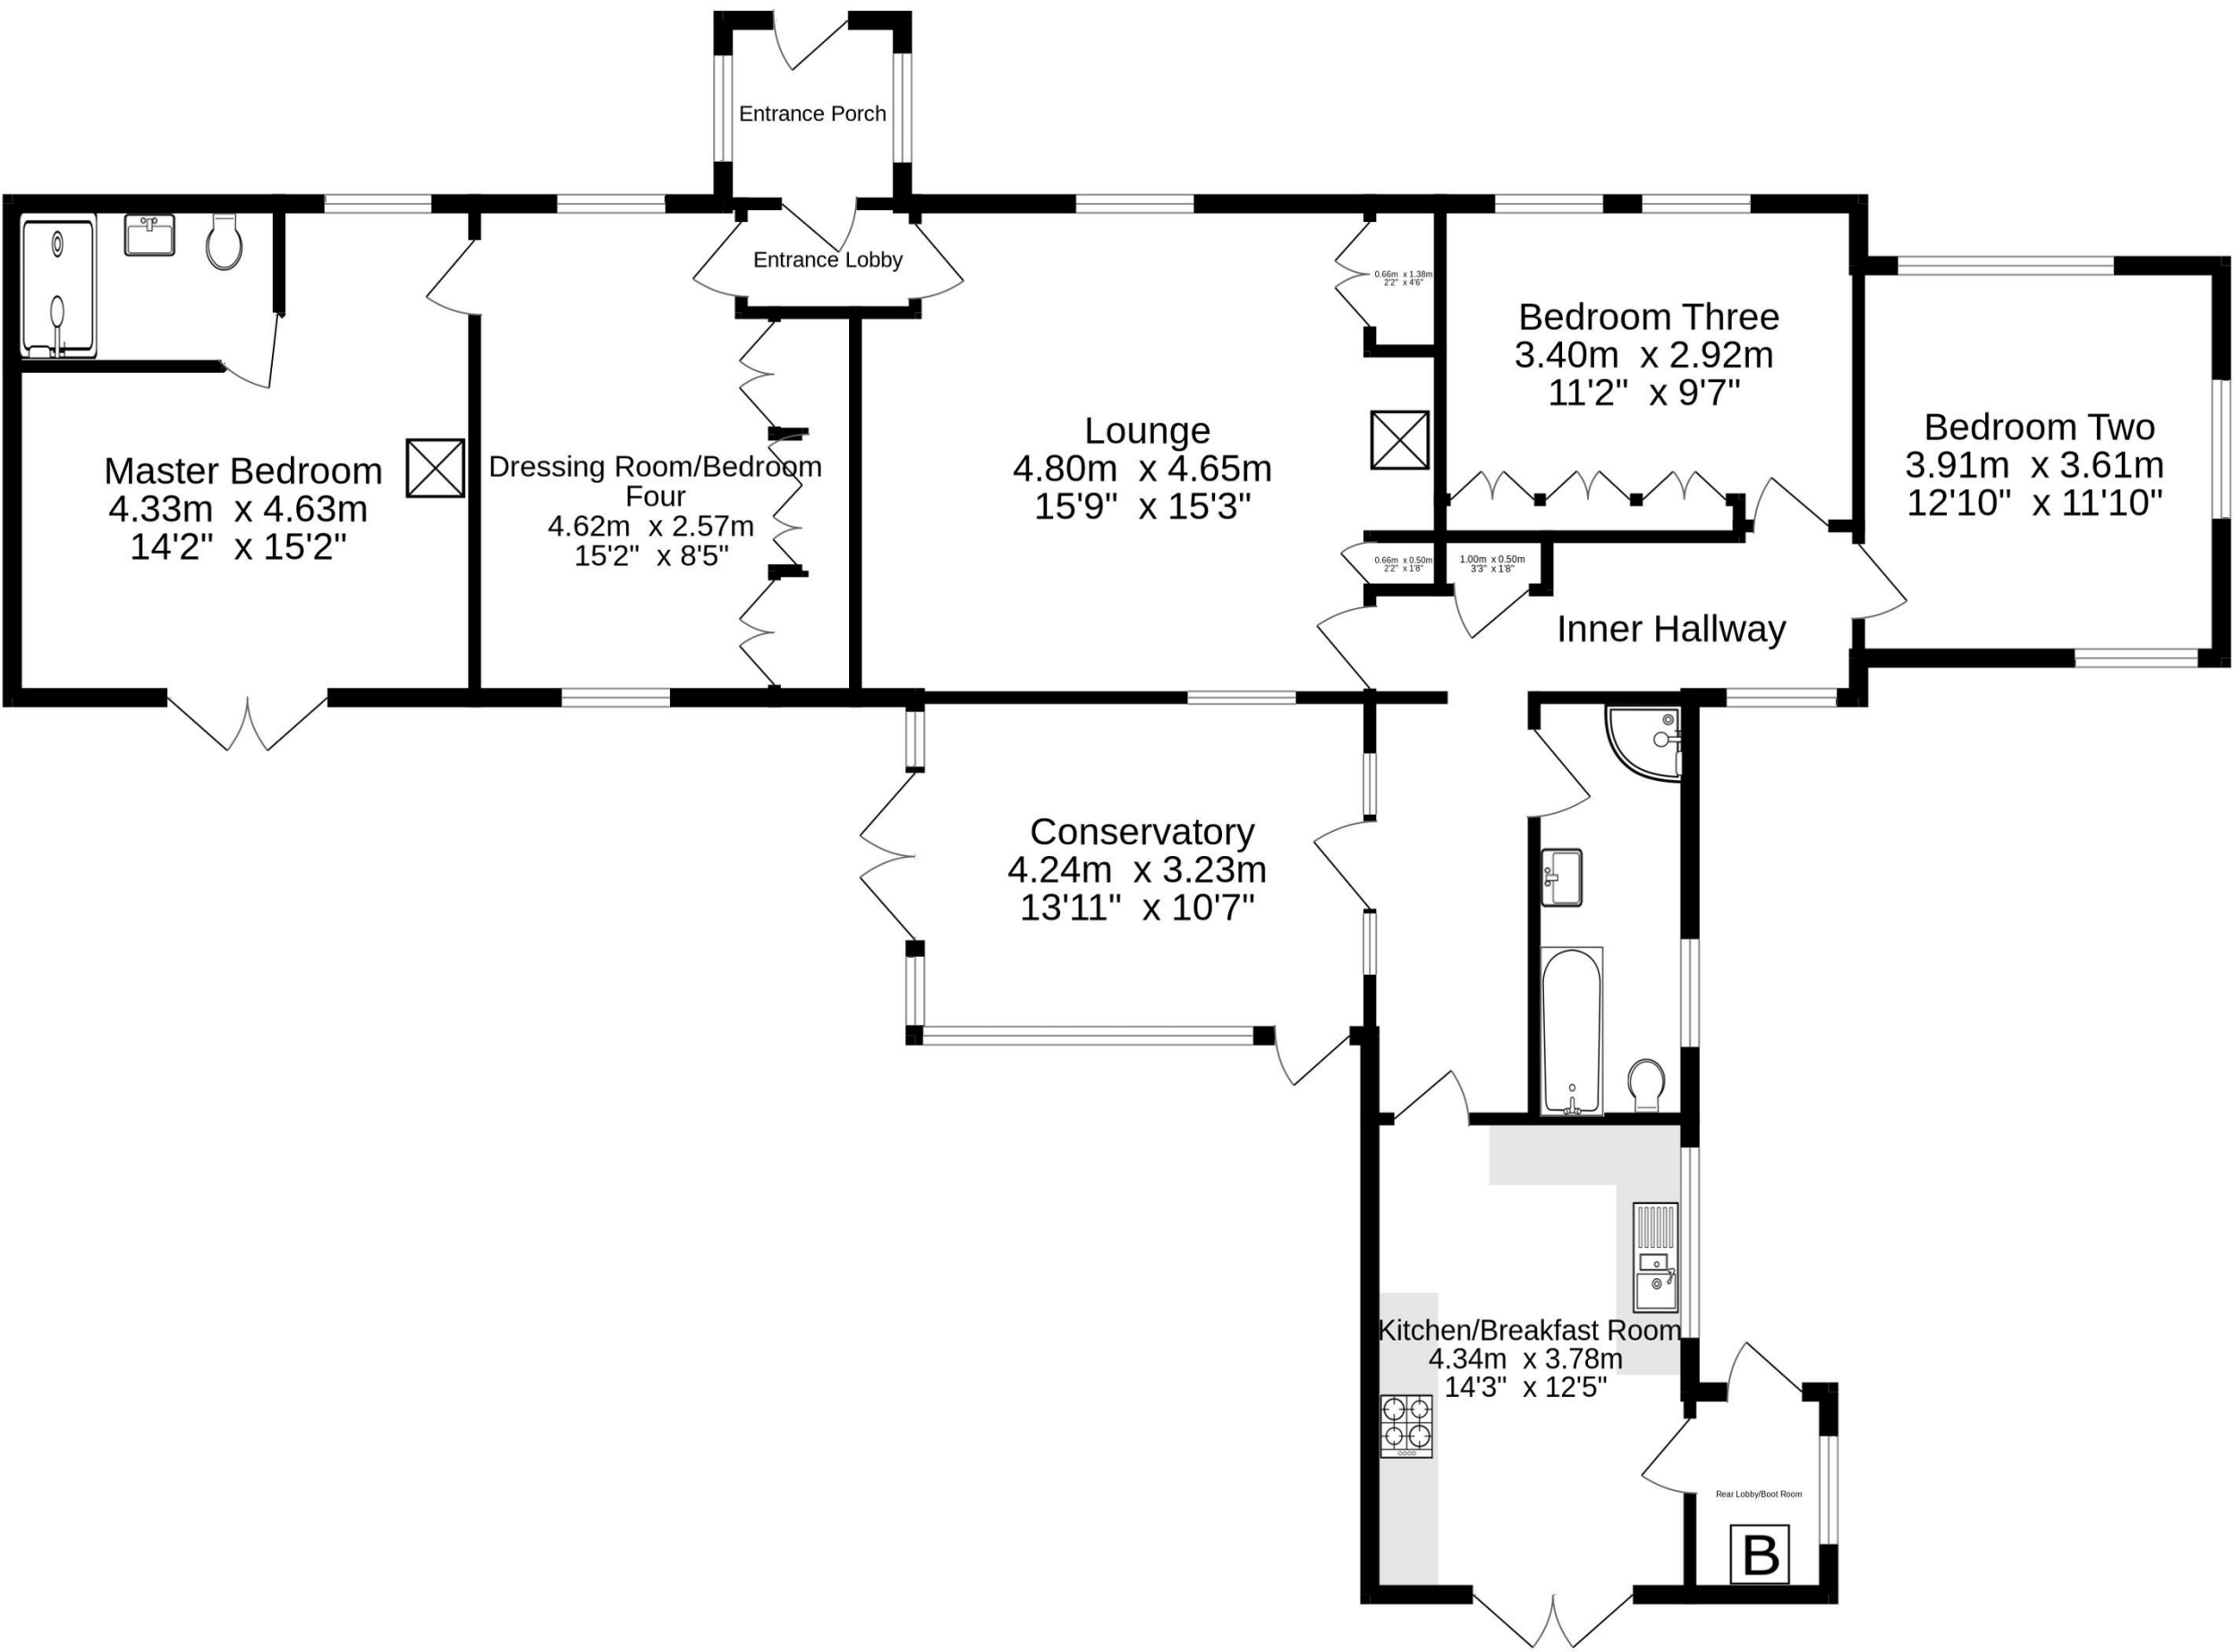 Entrance Porch
Entrance Lobby
0.66m x 1.38m
2'2" x 4'6"
Bedroom Three
3.40m x 2.92m
11'2" x 9'7"
Lounge
4.80m x 4.65m
15'9" x 15'3"
Bedroom Two
3.91m x 3.61m
12'10" x 11'10"
Master Bedroom
4.33m x 4.63m
14'2" x 15'2"
Dressing Room/Bedroom
Four
4.62m x 2.57m
15'2" x 8'5"
0.66m x 0.50m
2'2" x 1'8"
1.00m x 0.50m
3'3" x 1'8"
Inner Hallway
Conservatory
4.24m x 3.23m
13'11" x 10'7"
Kitchen/Breakfast Room
4.34m x 3.78m
14'3" x 12'5"
Rear Lobby/Boot Room
B